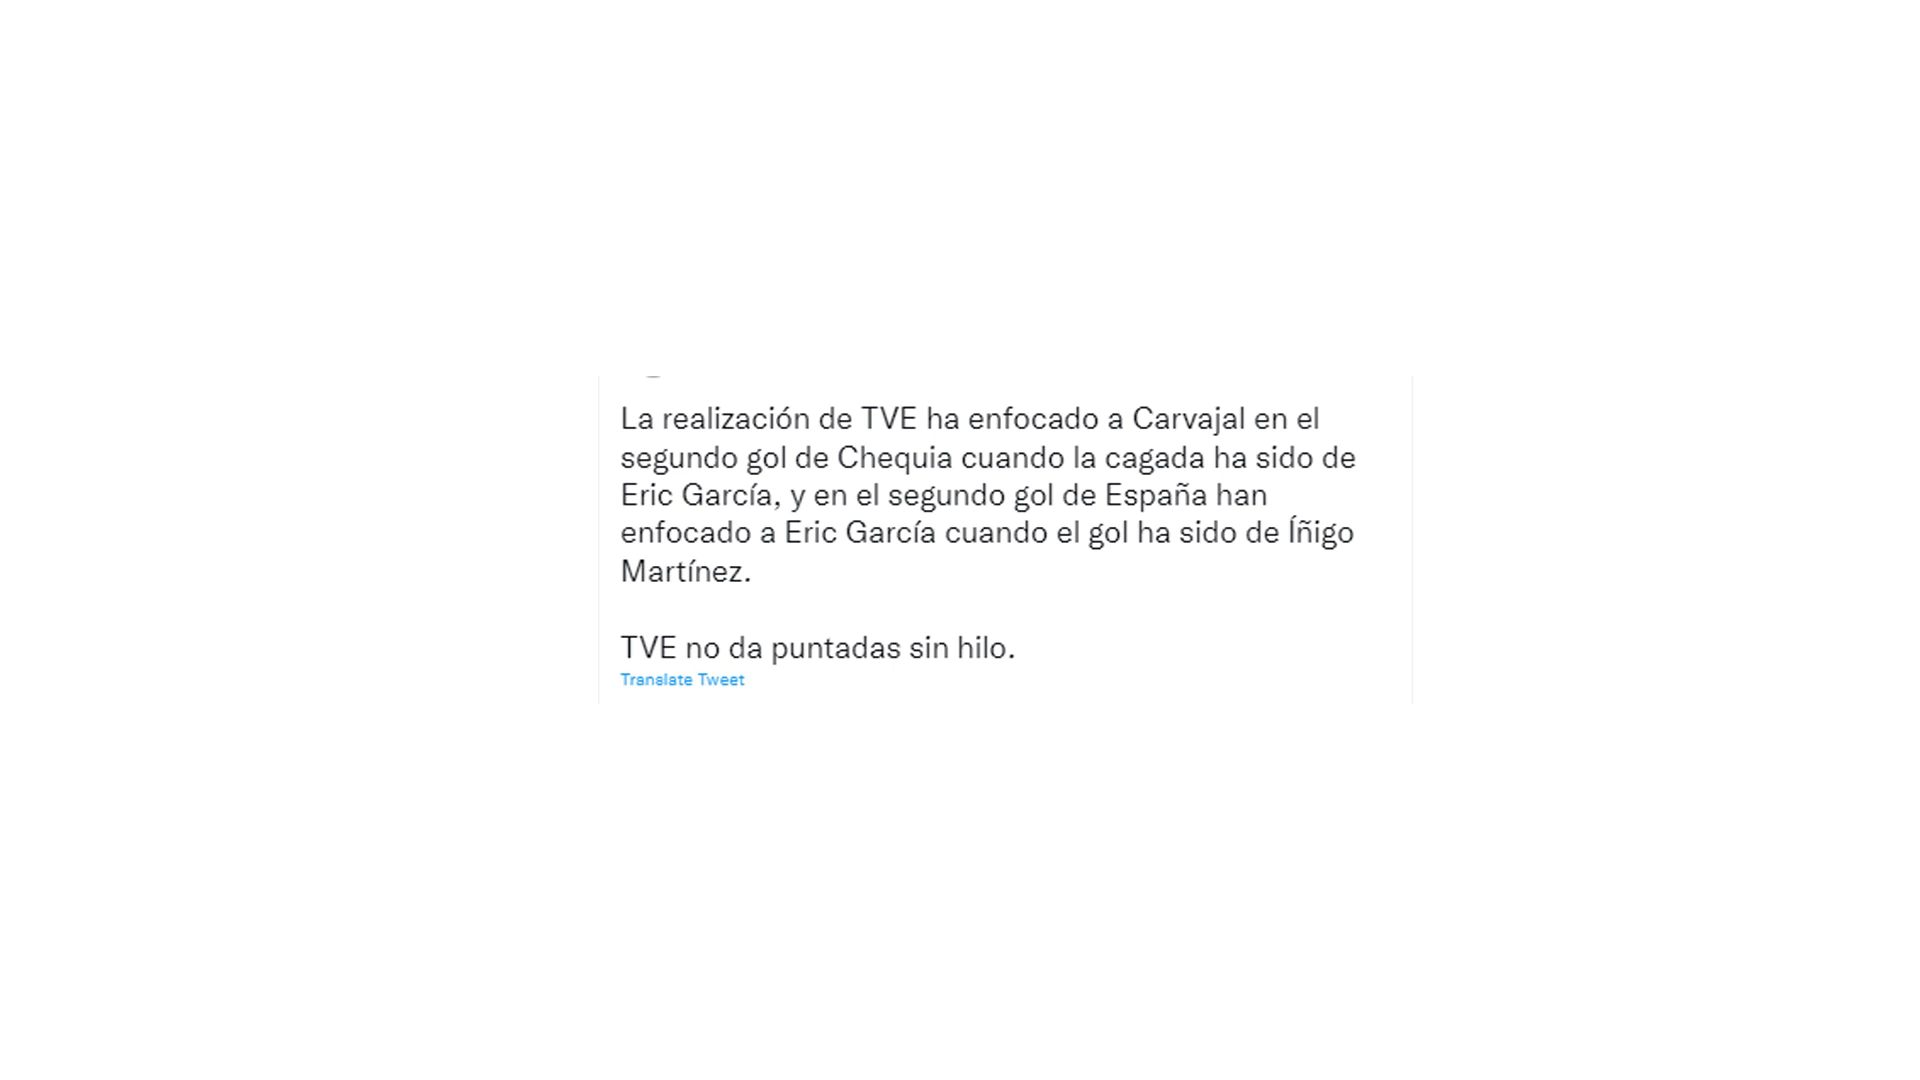 La realización de TVE ha enfocado a Carvajal en el
segundo gol de Chequia cuando la cagada ha sido de
Eric García, y en el segundo gol de España han
enfocado a Eric García cuando el gol ha sido de Íñigo
Martínez.
TVE no da puntadas sin hilo.
Translate Tweet